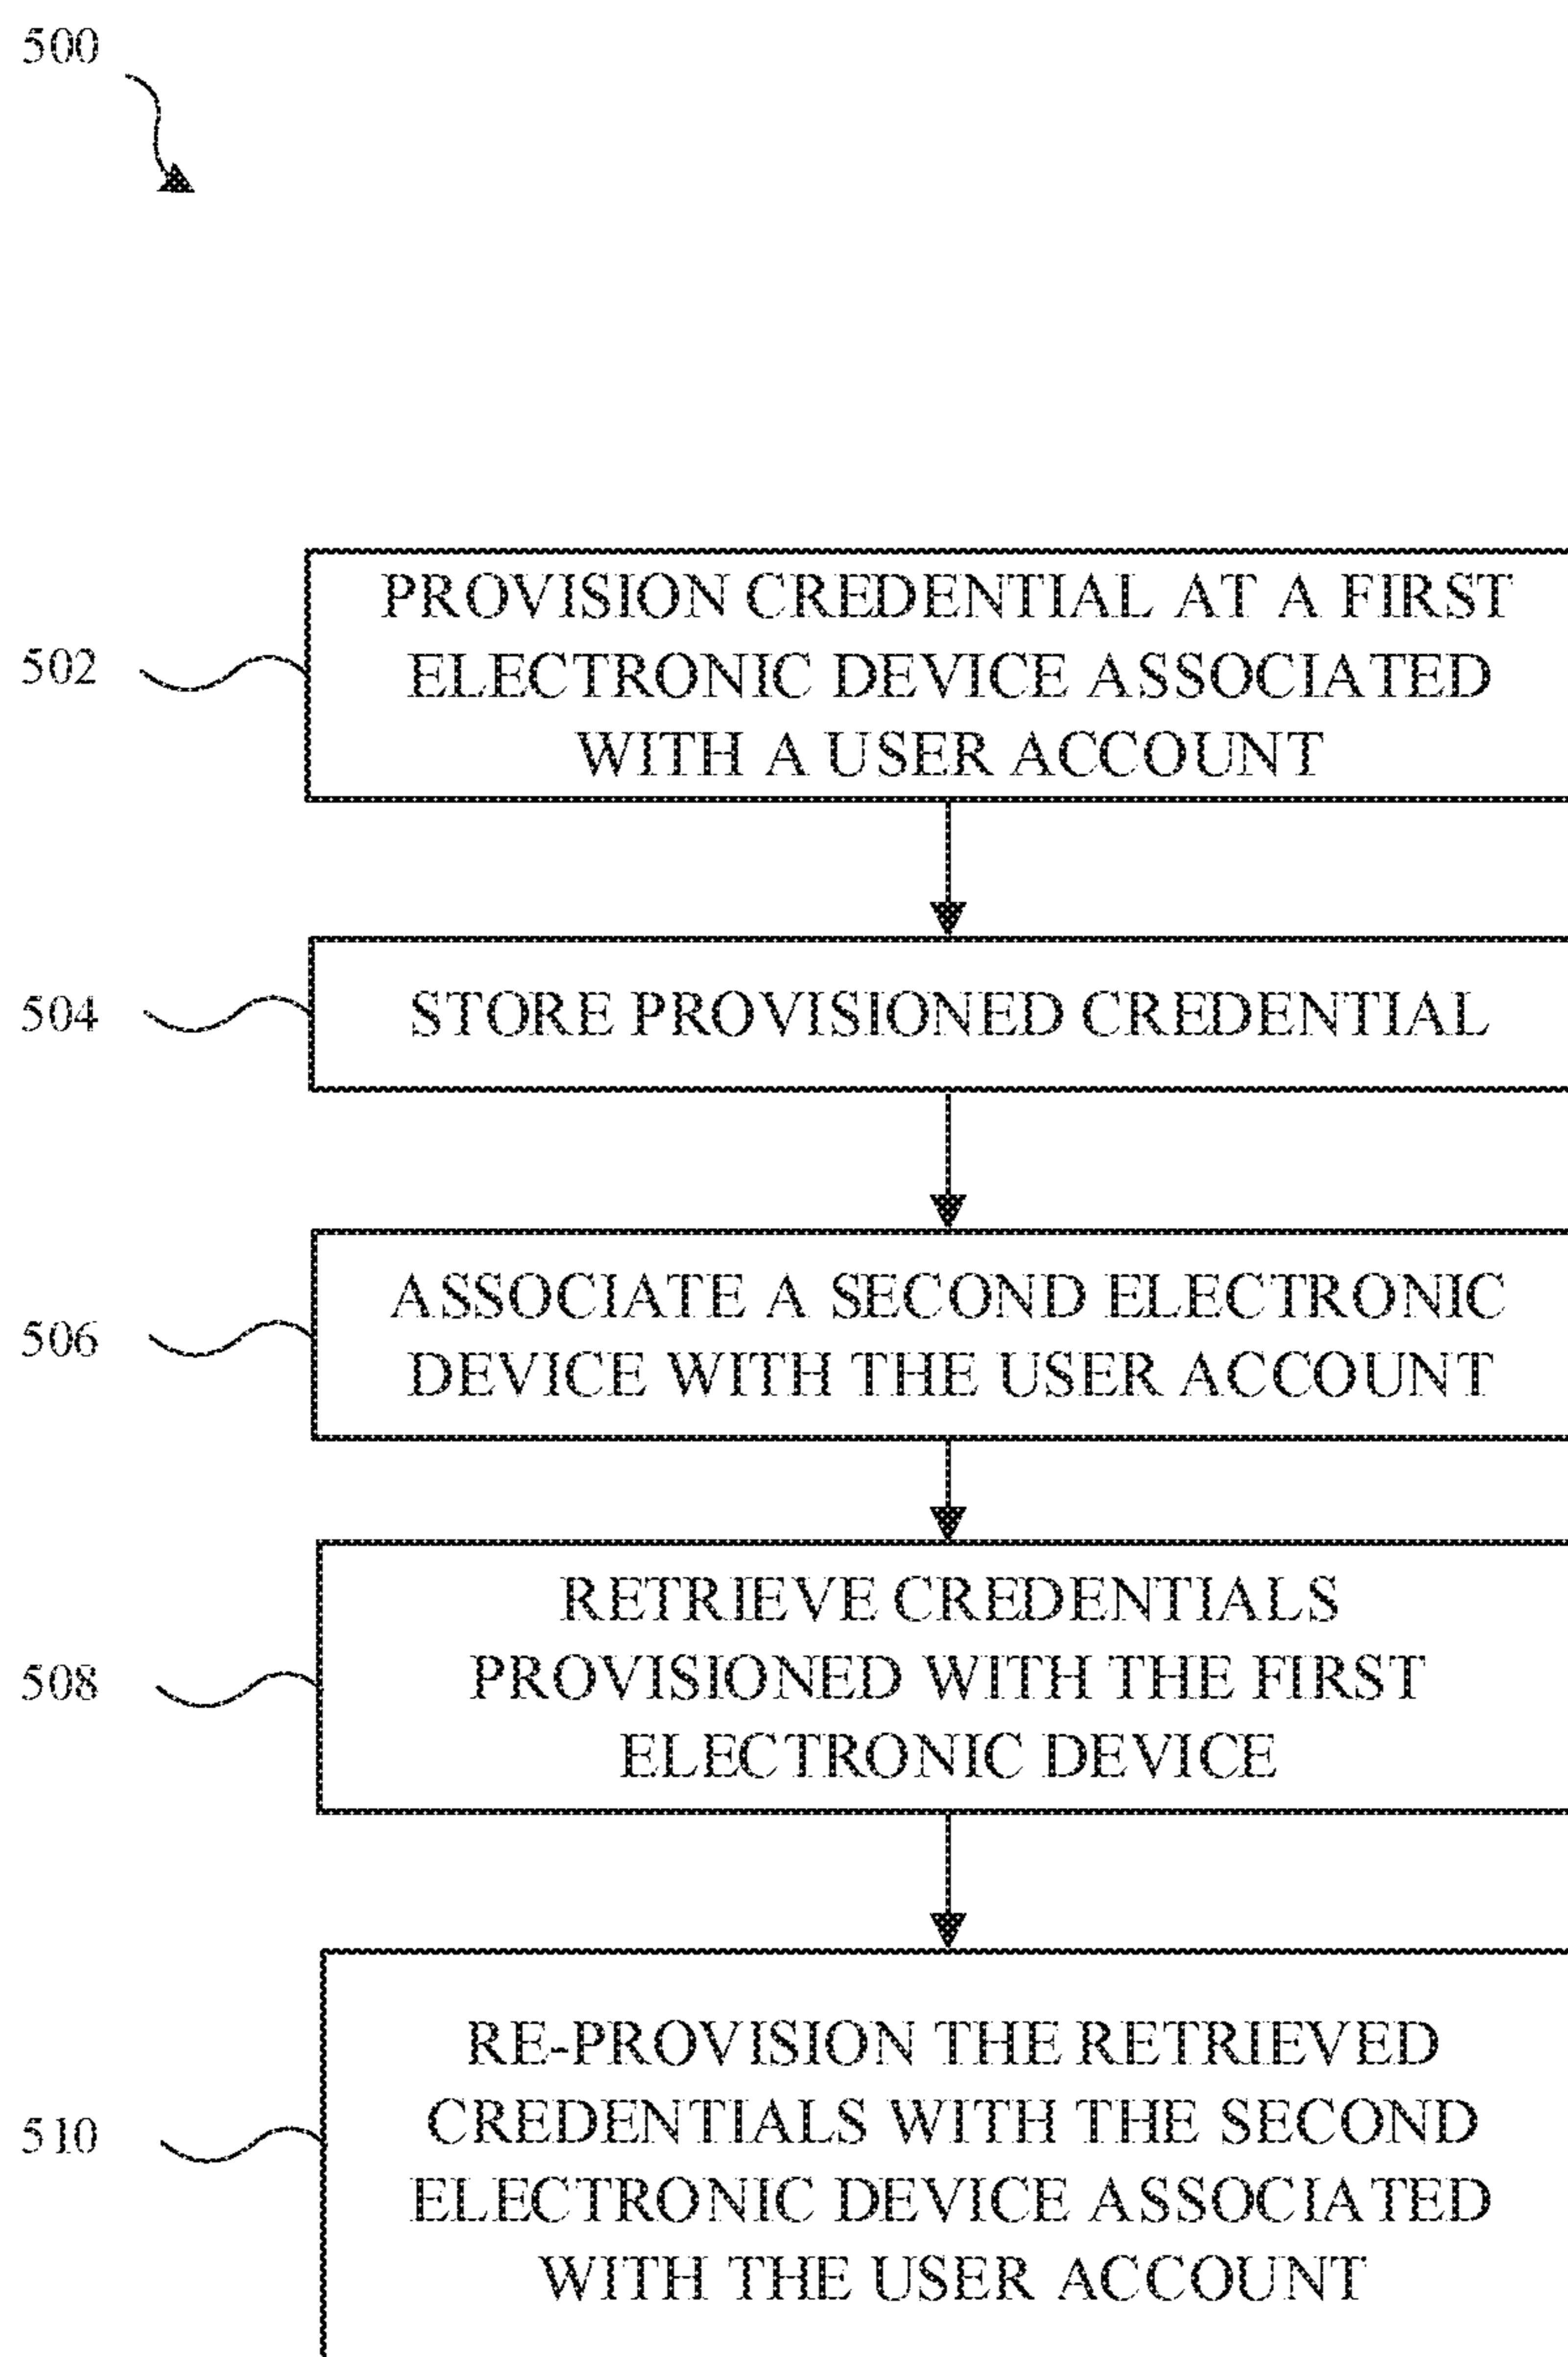 500
502
PROVISION CREDENTIAL AT A FIRST
ELECTRONIC DEVICE ASSOCIATED
WITH A USER ACCOUNT
504
STORE PROVISIONED CREDENTIAL
506
ASSOCIATE A SECOND ELECTRONIC
DEVICE WITH THE USER ACCOUNT
508
RETRIEVE CREDENTIALS
PROVISIONED WITH THE FIRST
ELECTRONIC DEVICE
510
RE-PROVISION THE RETRIEVED
CREDENTIALS WITH THE SECOND
ELECTRONIC DEVICE ASSOCIATED
WITH THE USER ACCOUNT